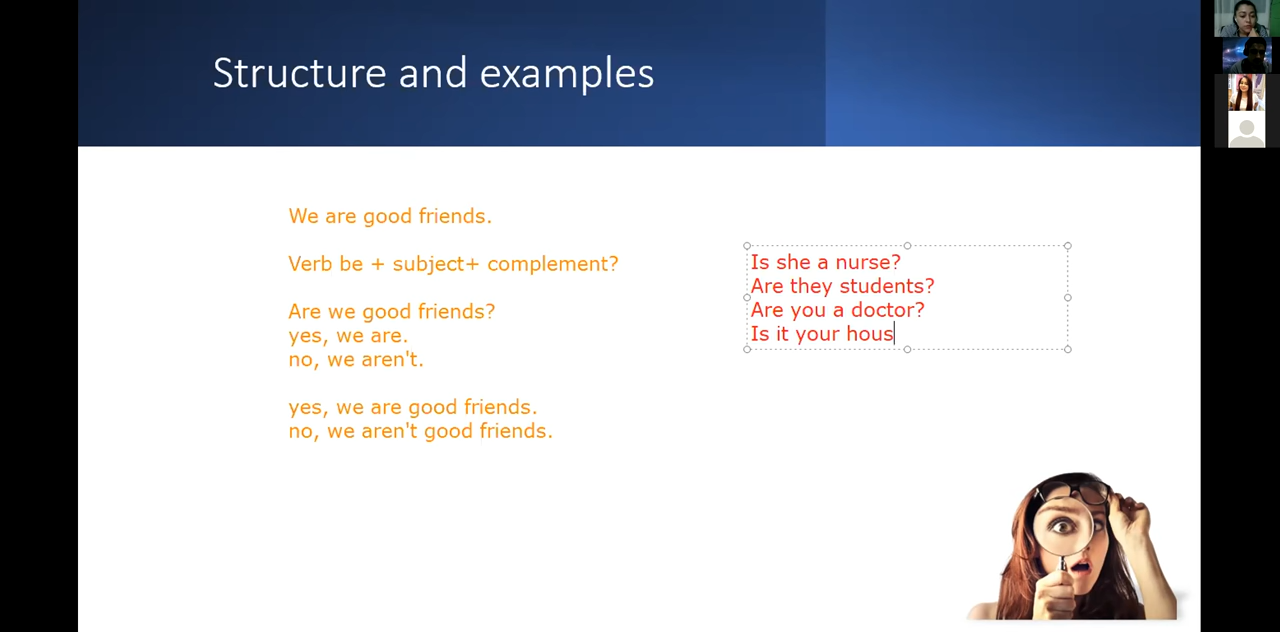 Structure and examples
We are good friends.
Verb be + subject+ complement?
Are we good friends?
yes, we are.
no, we aren't.
yes, we are good friends.
no, we aren't good friends.
Is she a nurse?
Are they students?
Are you a doctor?
Is it your hous